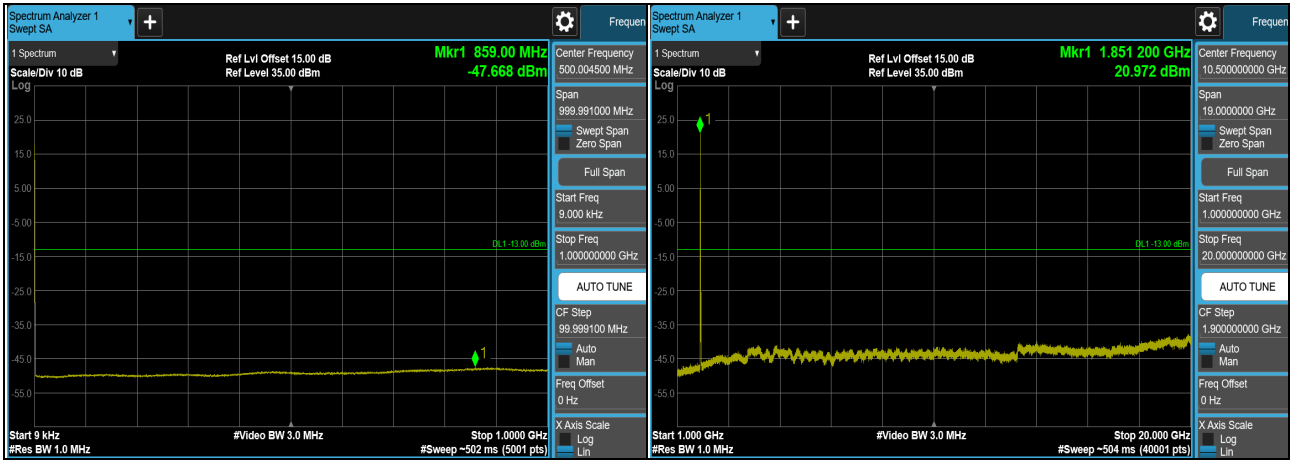 Spectrum Analyzer 1
Swept SA
+
Frequen
1 Spectrum
Scale/Div 10 dB
Log
Ref Lvl Offset 15.00 dB
Ref Level 35.00 dBm
Mkr1 859.00 MHz
-47.668 dBm
1
25.0
15.0
5.00
-5.00
-15.0
-25.0
-35.0
-45.0
-55.0
DL1 -13.00 dBm
Start 9 kHz
#Res BW 1.0 MHz
#Video BW 3.0 MHz
Stop 1.0000 GHz
#Sweep ~502 ms (5001 pts)
Center Frequency
500.004500 MHz
Span
999.991000 MHz
Swept Span
Zero Span
Full Span
Start Freq
9.000 kHz
Stop Freq
1.000000000 GHz
AUTO TUNE
CF Step
99.999100 MHz
Auto
Man
Freq Offset
0 Hz
X Axis Scale
Log
Lin
Spectrum Analyzer 1
Swept SA
+
Frequen
1 Spectrum
Scale/Div 10 dB
Log
Ref Lvl Offset 15.00 dB
Ref Level 35.00 dBm
Mkr1 1.851 200 GHz
20.972 dBm
1
25.0
15.0
5.00
-5.00
-15.0
-25.0
-35.0
-45.0
-55.0
DL1 -13.00 dBm
Start 1.000 GHz
#Res BW 1.0 MHz
#Video BW 3.0 MHz
Stop 20.000 GHz
#Sweep ~504 ms (40001 pts)
Center Frequency
10.500000000 GHz
Span
19.0000000 GHz
Swept Span
Zero Span
Full Span
Start Freq
1.000000000 GHz
Stop Freq
20.000000000 GHz
AUTO TUNE
CF Step
1.900000000 GHz
Auto
Man
Freq Offset
0 Hz
X Axis Scale
Log
Lin